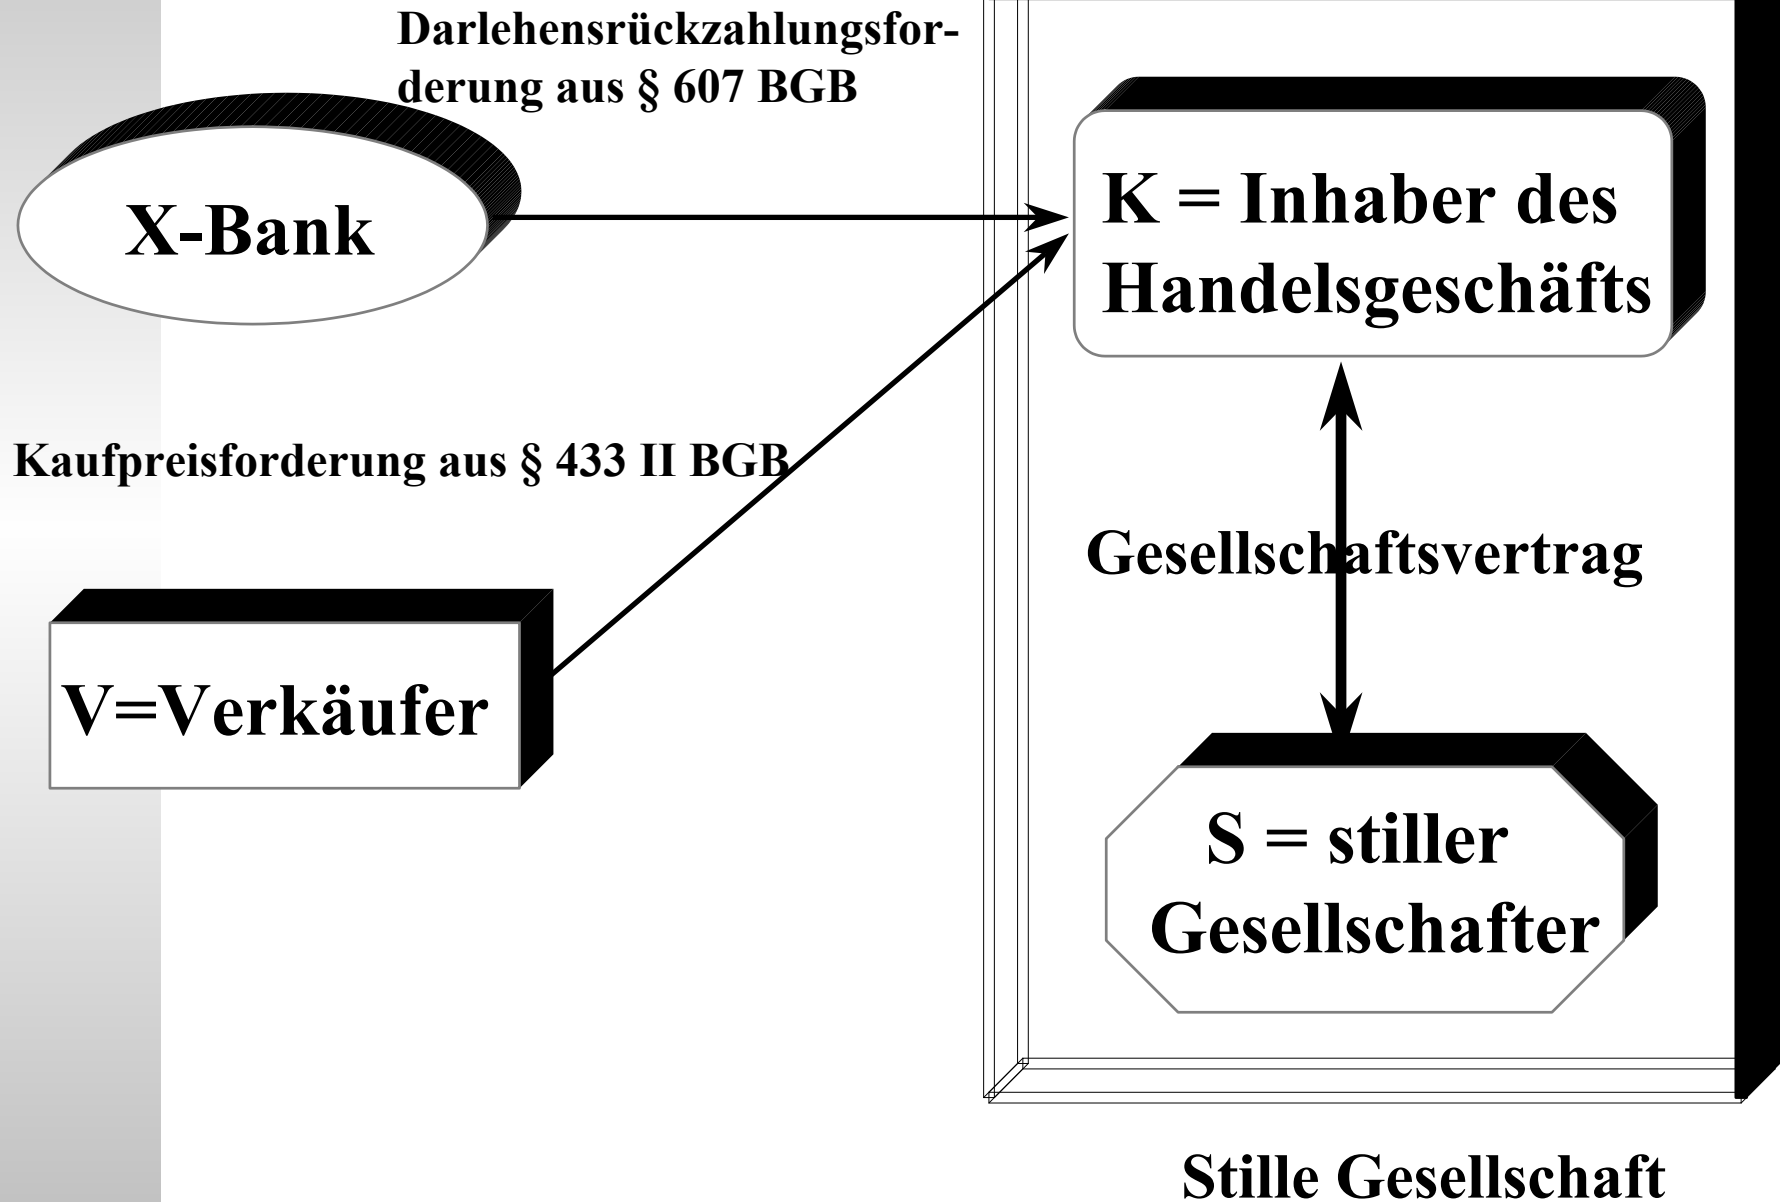 Darlehensrückzahlungsfor-
derung aus § 607 BGB
X-Bank
K = Inhaber des
Handelsgeschäfts
Kaufpreisforderung aus § 433 II BGB
Gesellschaftsvertrag
V=Verkäufer
S = stiller
Gesellschafter
Stille Gesellschaft